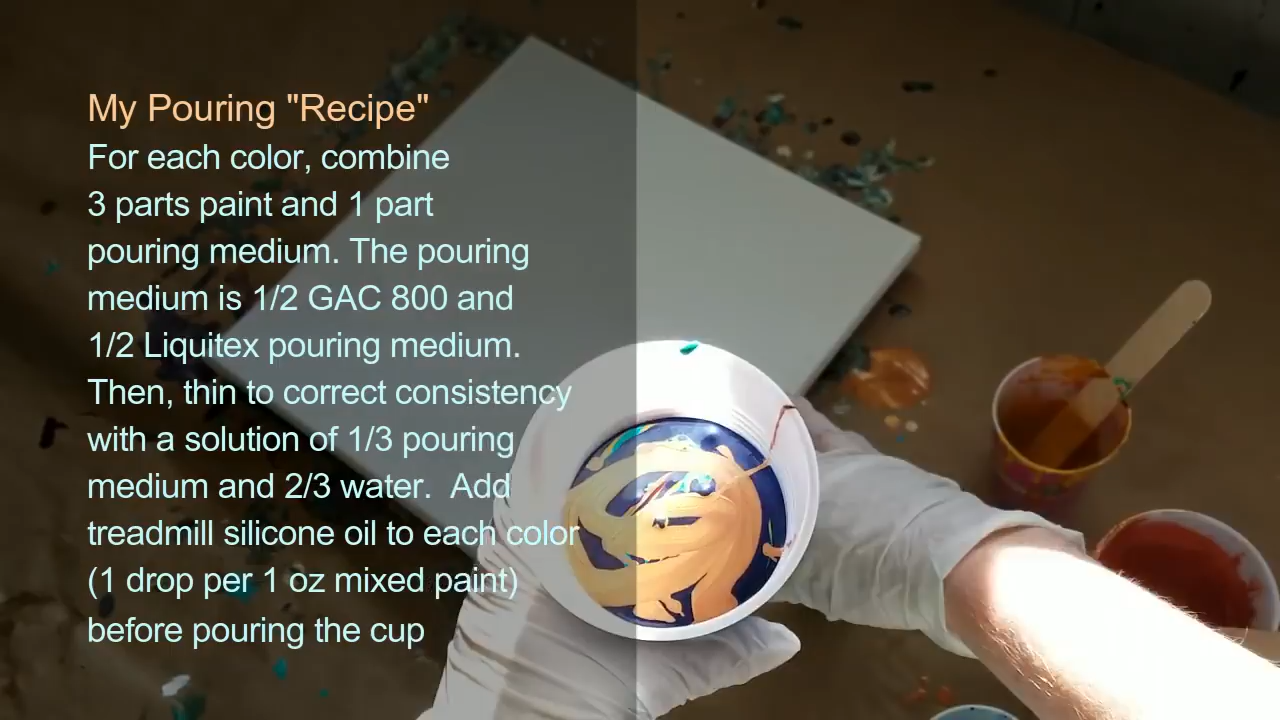 My Pouring "Recipe"
For each color, combine
3 parts paint and 1 part
pouring medium. The pouring
medium is 1/2 GAC 800 and
1/2 Liquitex pouring medium.
Then, thin to correct consistency
with a solution of 1/3 pouring
medium and 2/3 water.  Add
treadmill silicone oil to each color
(1 drop per 1 oz mixed paint)
before pouring the cup